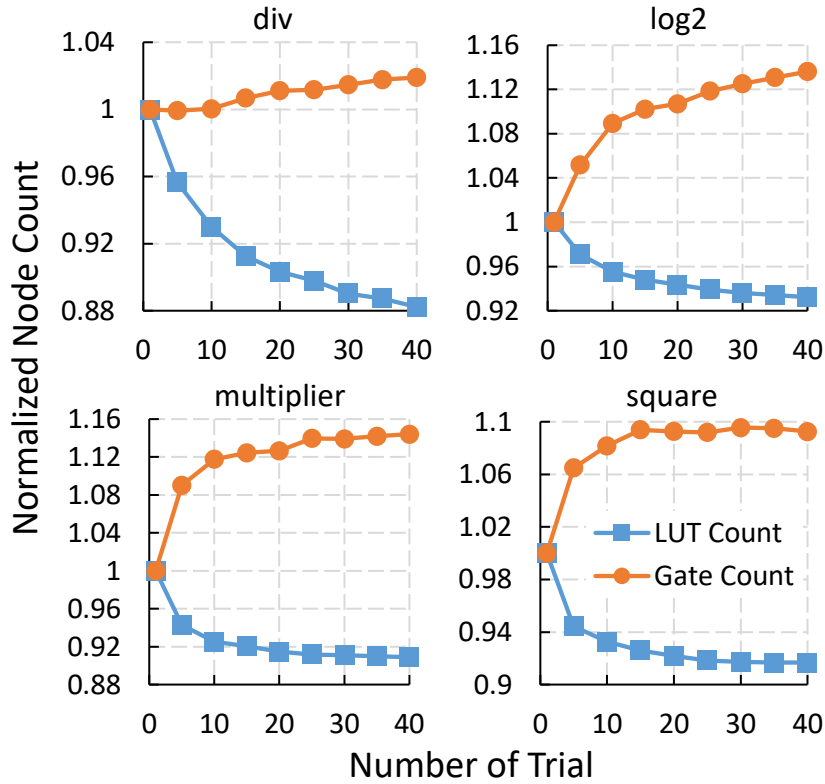 div
1.04
1
0.96
0.92
0.88
0 10 20 30 40
log2
1.16
1.12
1.08
1.04
1
0.96
0.92
0 10 20 30 40
Normalized Node Count
multiplier
1.16
1.12
1.08
1.04
1
0.96
0.92
0.88
0 10 20 30 40
square
1.1
1.06
1.02
0.98
0.94
0.9
0 10 20 30 40
LUT Count
Gate Count
Number of Trial